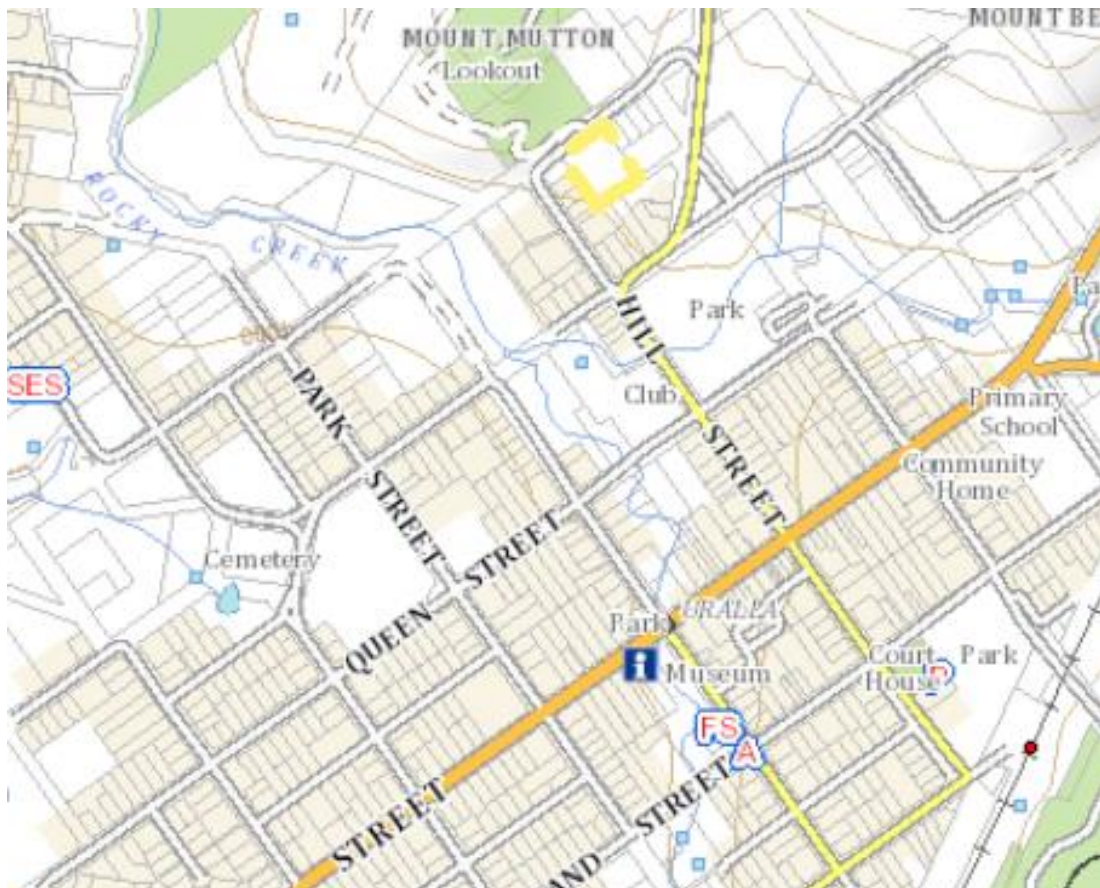 MOUNT MUTTON
Lookout
MOUNT BE
ROCKY
CREEK
HILL
Park
Pa
SES
PARK
Club
STREET
Primary
School
STREET
Community
Home
STREET
Cemetery
QUEEN
URALLA
Park
i
Museum
Court
House
P
Park
FS
A
STREET
STREET
AND